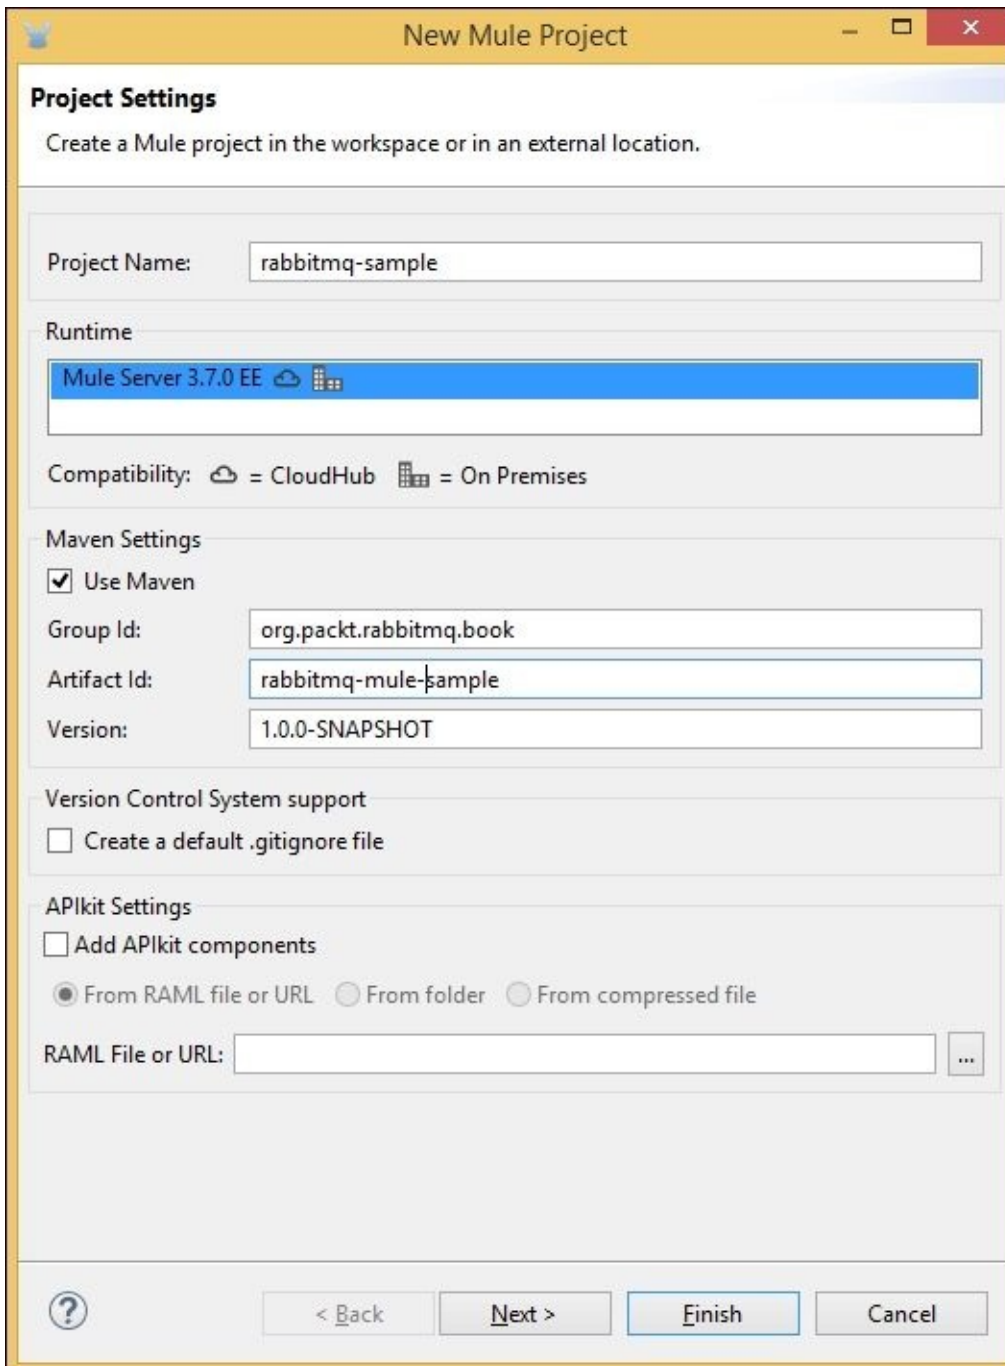 New Mule Project
Project Settings
Create a Mule project in the workspace or in an external location.
Project Name: rabbitmq-sample
Runtime
Mule Server 3.7.0 EE
Compatibility: = CloudHub = On Premises
Maven Settings
Use Maven
Group Id: org.packt.rabbitmq.book
Artifact Id: rabbitmq-mule-sample
Version: 1.0.0-SNAPSHOT
Version Control System support
Create a default .gitignore file
APIkit Settings
Add APIkit components
From RAML file or URL From folder From compressed file
RAML File or URL: ...
? < Back Next > Finish Cancel